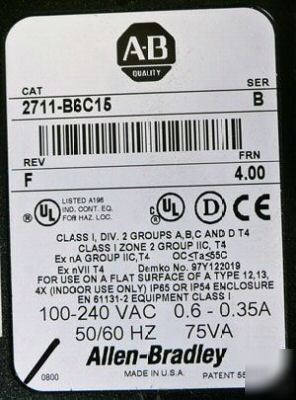 A-B
QUALITY
CAT SER
2711-B6C15 B
REV FRN
F 4.00
UL LISTED A196 IND. CONT. EQ. FOR HAZ. LOC.
c UL CE
CLASS I, DIV. 2 GROUPS A,B,C AND D T4
CLASS I ZONE 2 GROUP IIC, T4
Ex nA GROUP IIC,T4 OC≤Ta≤55C
Ex nVII T4 Demko No. 97Y122019
FOR USE ON A FLAT SURFACE OF A TYPE 12,13,
4X (INDOOR USE ONLY) IP65 OR IP54 ENCLOSURE
EN 61131-2 EQUIPMENT CLASS I
100-240 VAC 0.6 - 0.35A
50/60 HZ 75VA
Allen-Bradley
0800 MADE IN U.S.A. PATENT